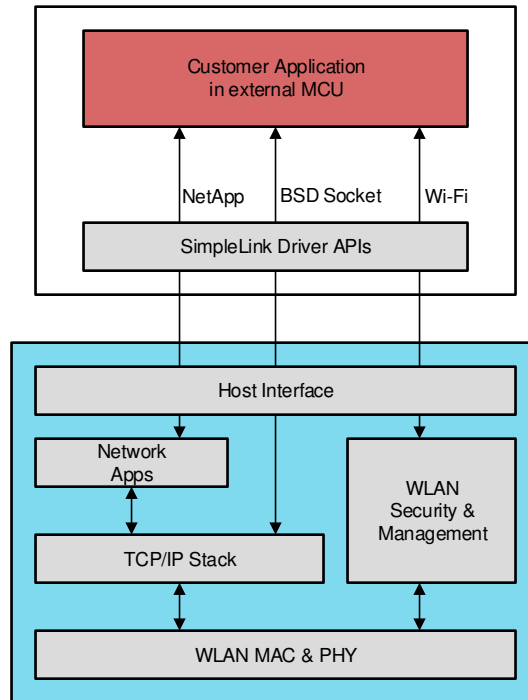 Customer Application
in external MCU
NetApp
BSD Socket
Wi-Fi
SimpleLink Driver APIs
Host Interface
Network
Apps
WLAN
Security &
Management
TCP/IP Stack
WLAN MAC & PHY